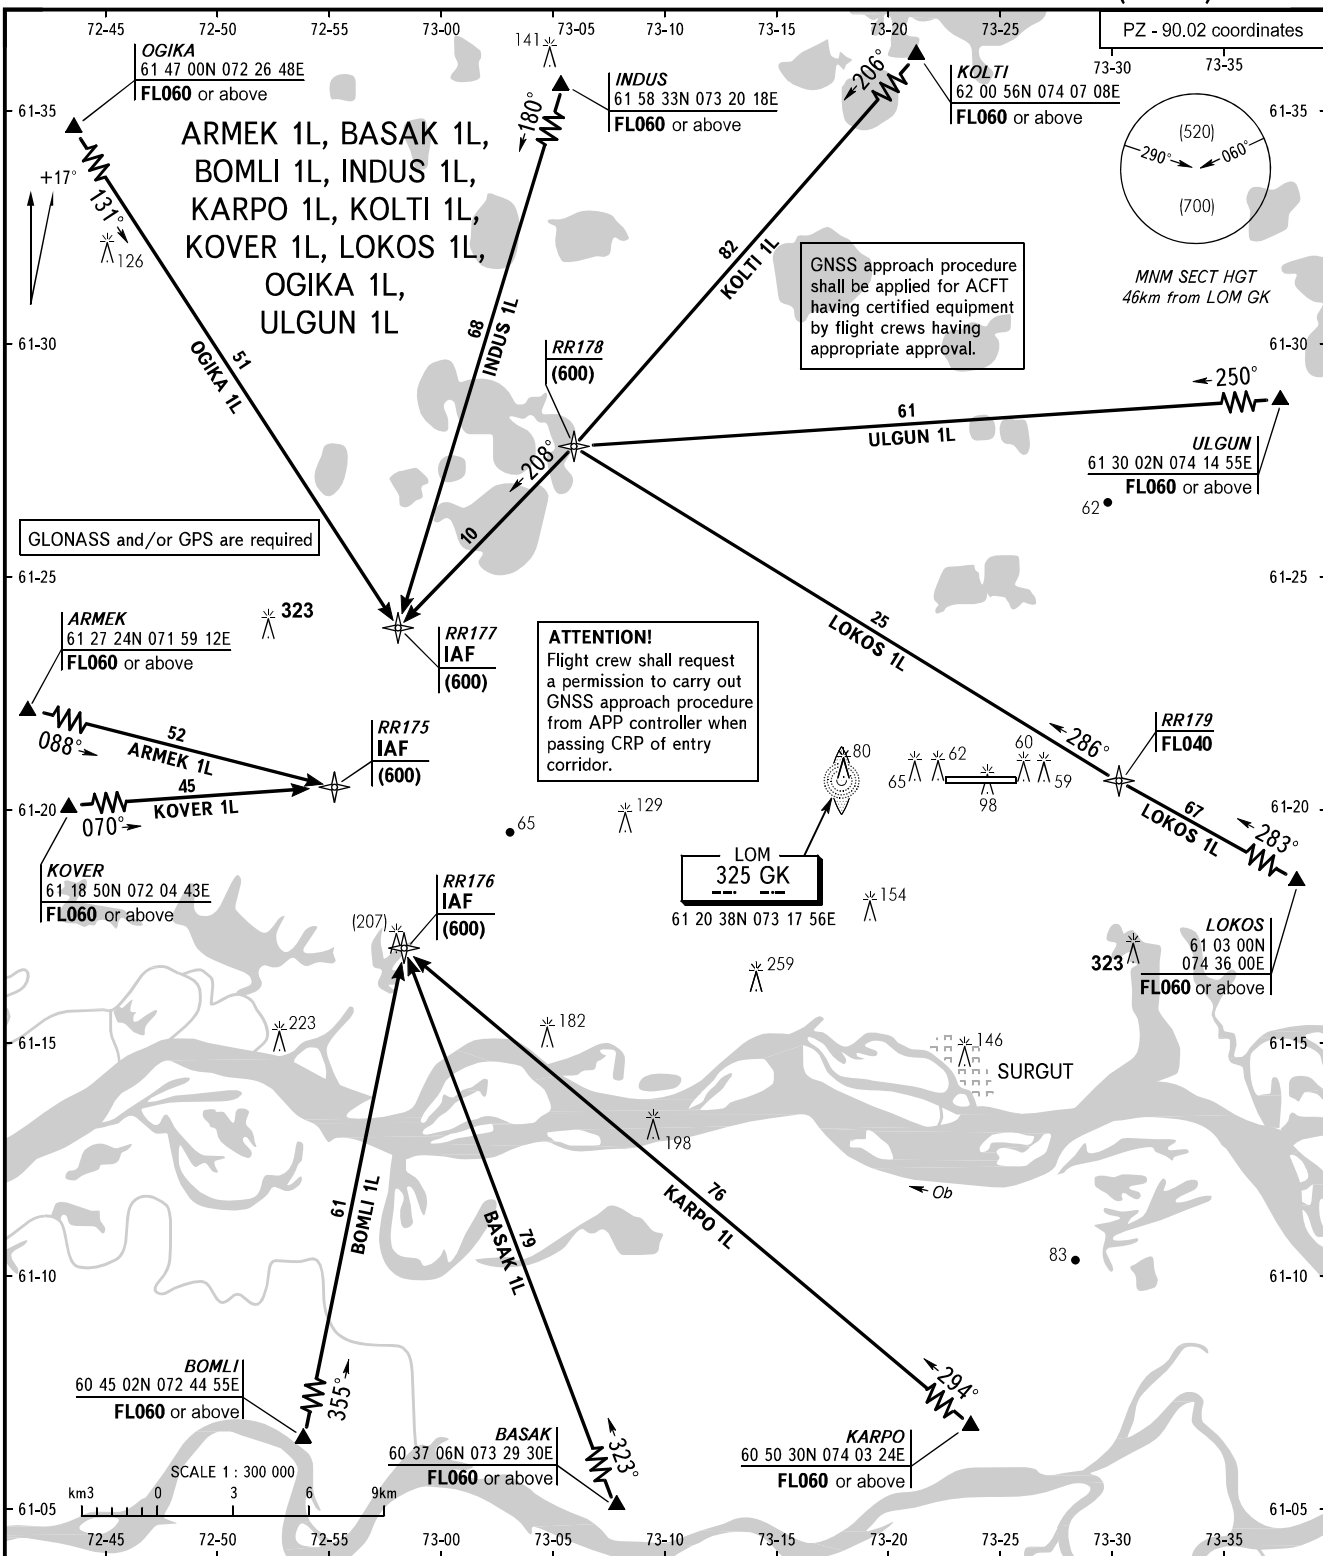 72-45
72-50
72-55
73-05
73-10
73-15
73-20
73-25
PZ - 90.02 coordinates
73-30
73-35
OGIKA
61 47 00N 072 26 48E
FL060 or above
141
INDUS
61 58 33N 073 20 18E
FL060 or above
206°
KOLTI
62 00 56N 074 07 08E
FL060 or above
61-35
61-35
180°
ARMEK 1L, BASAK 1L,
BOMLI 1L, INDUS 1L,
KARPO 1L, KOLTI 1L,
KOVER 1L, LOKOS 1L,
OGIKA 1L,
ULGUN 1L
(520)
290°
060°
(700)
MNM SECT HGT
46km from LOM GK
+17°
131°
126
82
KOLTI 1L
GNSS approach procedure
shall be applied for ACFT
having certified equipment
by flight crews having
appropriate approval.
68
INDUS 1L
51
OGIKA 1L
61-30
61-30
RR178
(600)
250°
61
ULGUN 1L
ULGUN
61 30 02N 074 14 55E
FL060 or above
62
208°
10
GLONASS and/or GPS are required
61-25
61-25
323
ARMEK
61 27 24N 071 59 12E
FL060 or above
RR177
IAF
(600)
ATTENTION!
Flight crew shall request
a permission to carry out
GNSS approach procedure
from APP controller when
passing CRP of entry
corridor.
25
LOKOS 1L
088°
52
ARMEK 1L
RR175
IAF
(600)
286°
RR179
FL040
80
65
62
60
59
98
45
KOVER 1L
070°
61-20
61-20
65
129
67
LOKOS 1L
283°
LOM
325 GK
61 20 38N 073 17 56E
KOVER
61 18 50N 072 04 43E
FL060 or above
RR176
IAF
(600)
(207)
154
259
323
LOKOS
61 03 00N
074 36 00E
FL060 or above
223
182
146
61-15
61-15
SURGUT
198
Ob
61
BOMLI 1L
79
BASAK 1L
76
KARPO 1L
83
61-10
61-10
BOMLI
60 45 02N 072 44 55E
FL060 or above
355°
BASAK
60 37 06N 073 29 30E
FL060 or above
323°
294°
KARPO
60 50 30N 074 03 24E
FL060 or above
SCALE 1 : 300 000
km3
0
3
6
9km
61-05
61-05
72-45
72-50
72-55
73-00
73-05
73-10
73-15
73-20
73-25
73-30
73-35